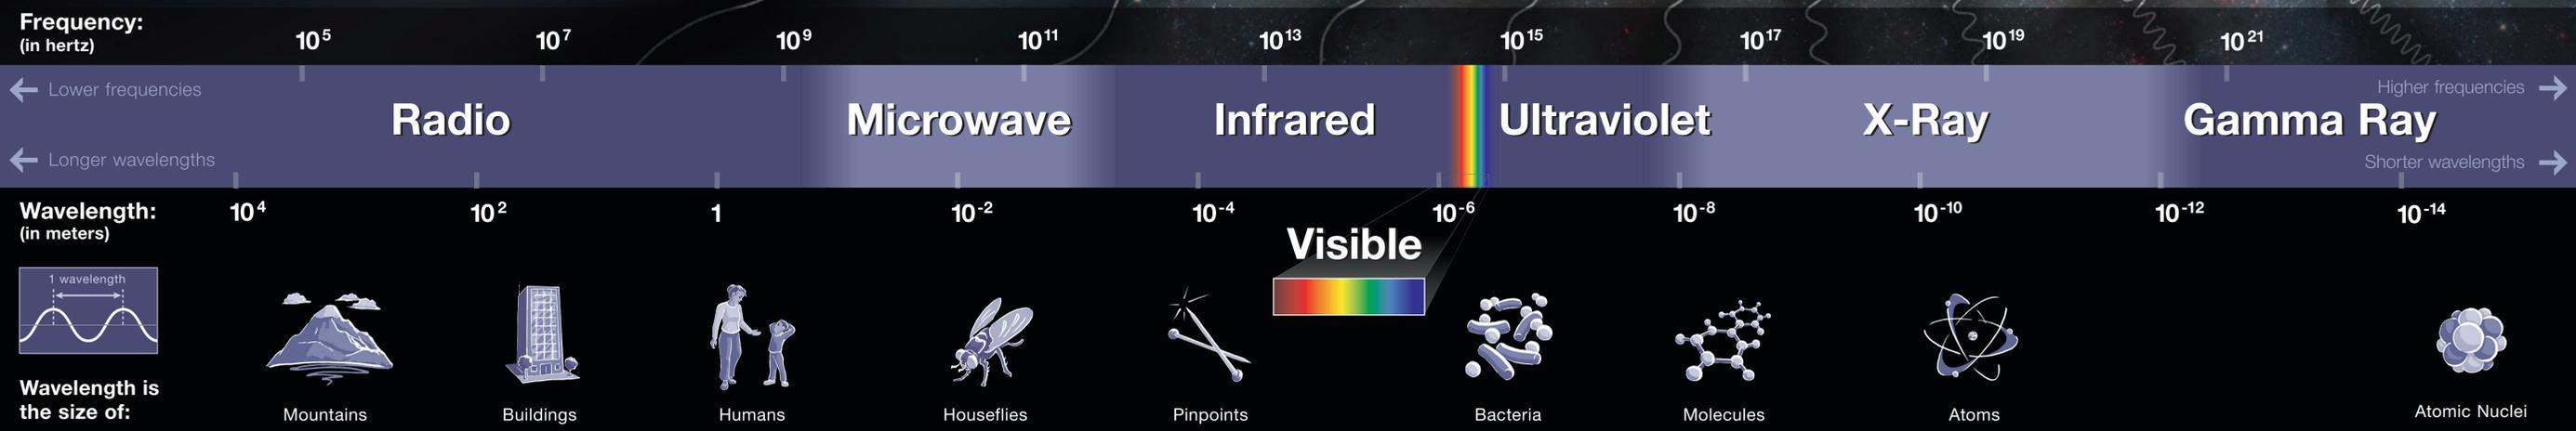 Frequency:
(in hertz)
10⁵ 10⁷ 10⁹ 10¹¹ 10¹³ 10¹⁵ 10¹⁷ 10¹⁹ 10²¹
← Lower frequencies
Higher frequencies →
Radio Microwave Infrared Ultraviolet X-Ray Gamma Ray
← Longer wavelengths
Shorter wavelengths →
Wavelength:
(in meters)
10⁴ 10² 1 10⁻² 10⁻⁴ 10⁻⁶ 10⁻⁸ 10⁻¹⁰ 10⁻¹² 10⁻¹⁴
Visible
1 wavelength
Wavelength is
the size of:
Mountains Buildings Humans Houseflies Pinpoints Bacteria Molecules Atoms Atomic Nuclei